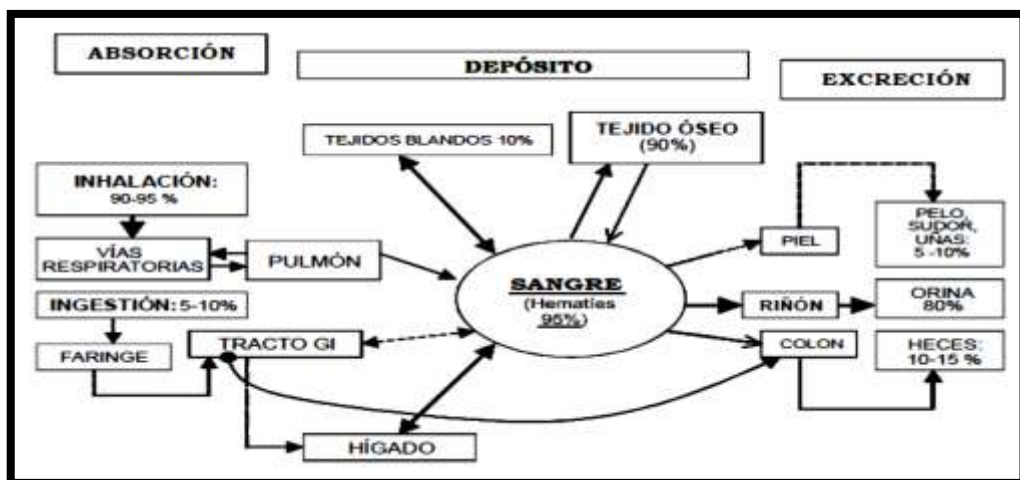 ABSORCIÓN
DEPÓSITO
EXCRECIÓN
TEJIDOS BLANDOS 10%
TEJIDO ÓSEO
(90%)
INHALACIÓN:
90-95 %
VÍAS
RESPIRATORIAS
PULMÓN
INGESTIÓN: 5-10%
FARINGE
TRACTO GI
HÍGADO
SANGRE
(Hematíes
95%)
PIEL
PELO,
SUDOR,
UÑAS:
5 -10%
RIÑÓN
ORINA
80%
COLON
HECES:
10-15 %